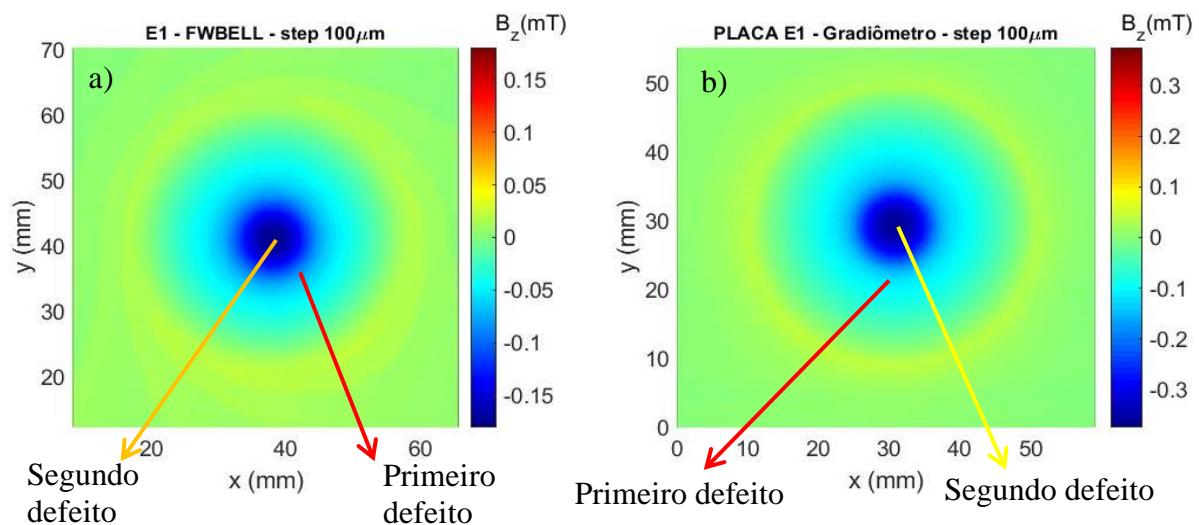 E1 - FWBELL - step 100μm
B_z(mT)
a)
70
60
50
40
30
20
y (mm)
20
40
60
x (mm)
0.15
0.1
0.05
0
-0.05
-0.1
-0.15
Segundo
defeito
Primeiro
defeito
PLACA E1 - Gradiômetro - step 100μm
B_z(mT)
b)
50
40
30
20
10
0
y (mm)
0
10
20
30
40
50
x (mm)
0.3
0.2
0.1
0
-0.1
-0.2
-0.3
Primeiro defeito
Segundo defeito